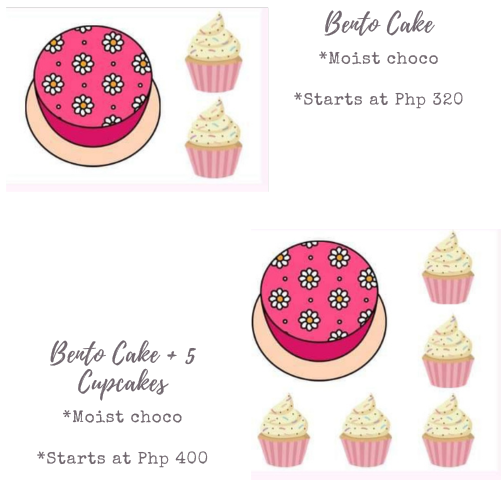 Bento Cake
*Moist choco
*Starts at Php 320
Bento Cake + 5
Cupcakes
*Moist choco
*Starts at Php 400